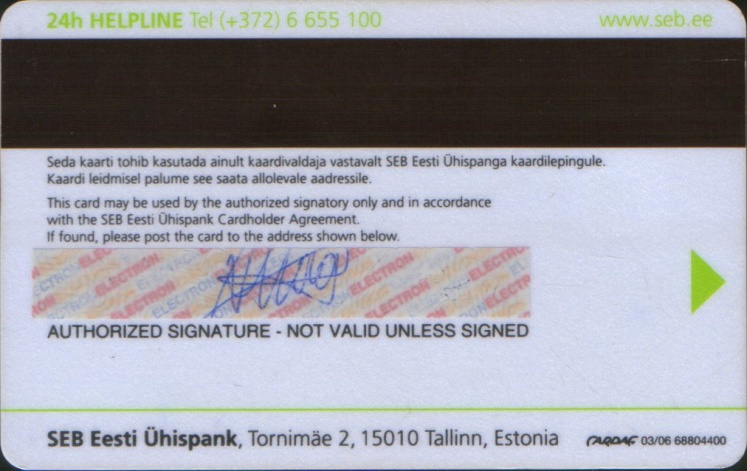 24h HELPLINE Tel (+372) 6 655 100
www.seb.ee
Seda kaarti tohib kasutada ainult kaardivaldaja vastavalt SEB Eesti Ühispanga kaardilepingule.
Kaardi leidmisel palume see saata allolevale aadressile.
This card may be used by the authorized signatory only and in accordance
with the SEB Eesti Ühispank Cardholder Agreement.
If found, please post the card to the address shown below.
ELECTRON ELECTRON ELECTRON ELECTRON
AUTHORIZED SIGNATURE - NOT VALID UNLESS SIGNED
SEB Eesti Ühispank, Tornimäe 2, 15010 Tallinn, Estonia
03/06 68804400